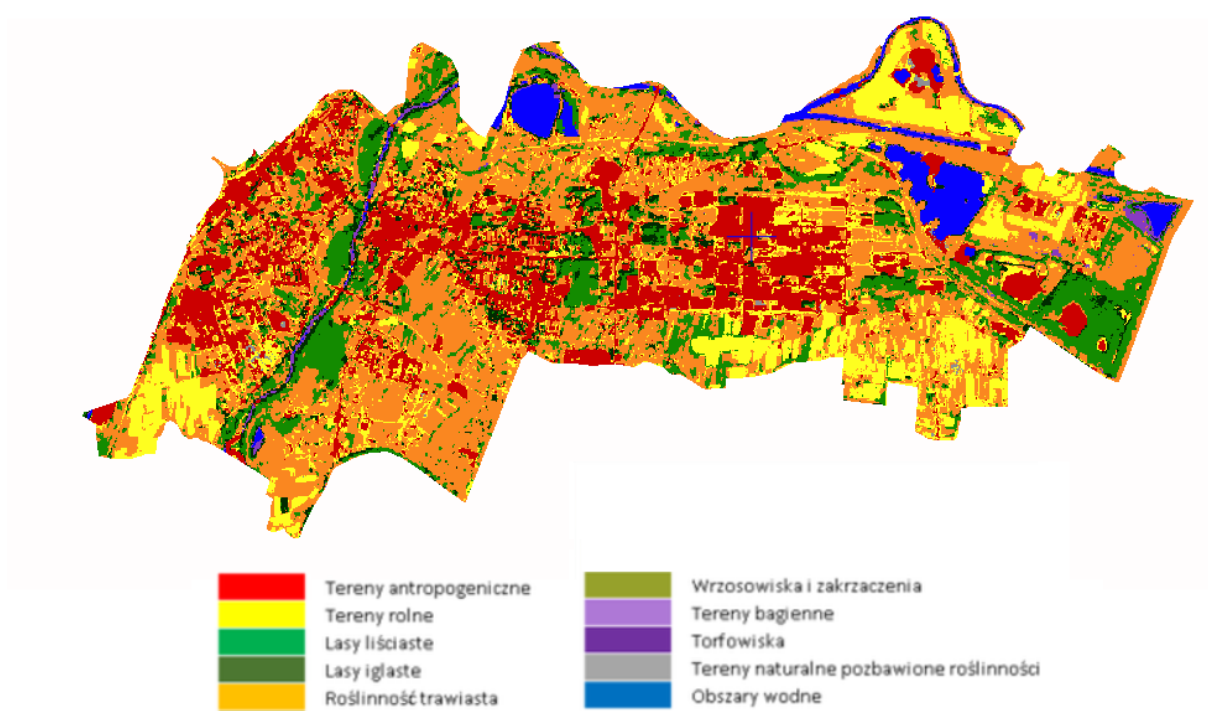 Tereny antropogeniczne
Tereny rolne
Lasy liściaste
Lasy iglaste
Roślinność trawiasta
Wrzosowiska i zakrzaczenia
Tereny bagienne
Torfowiska
Tereny naturalne pozbawione roślinności
Obszary wodne